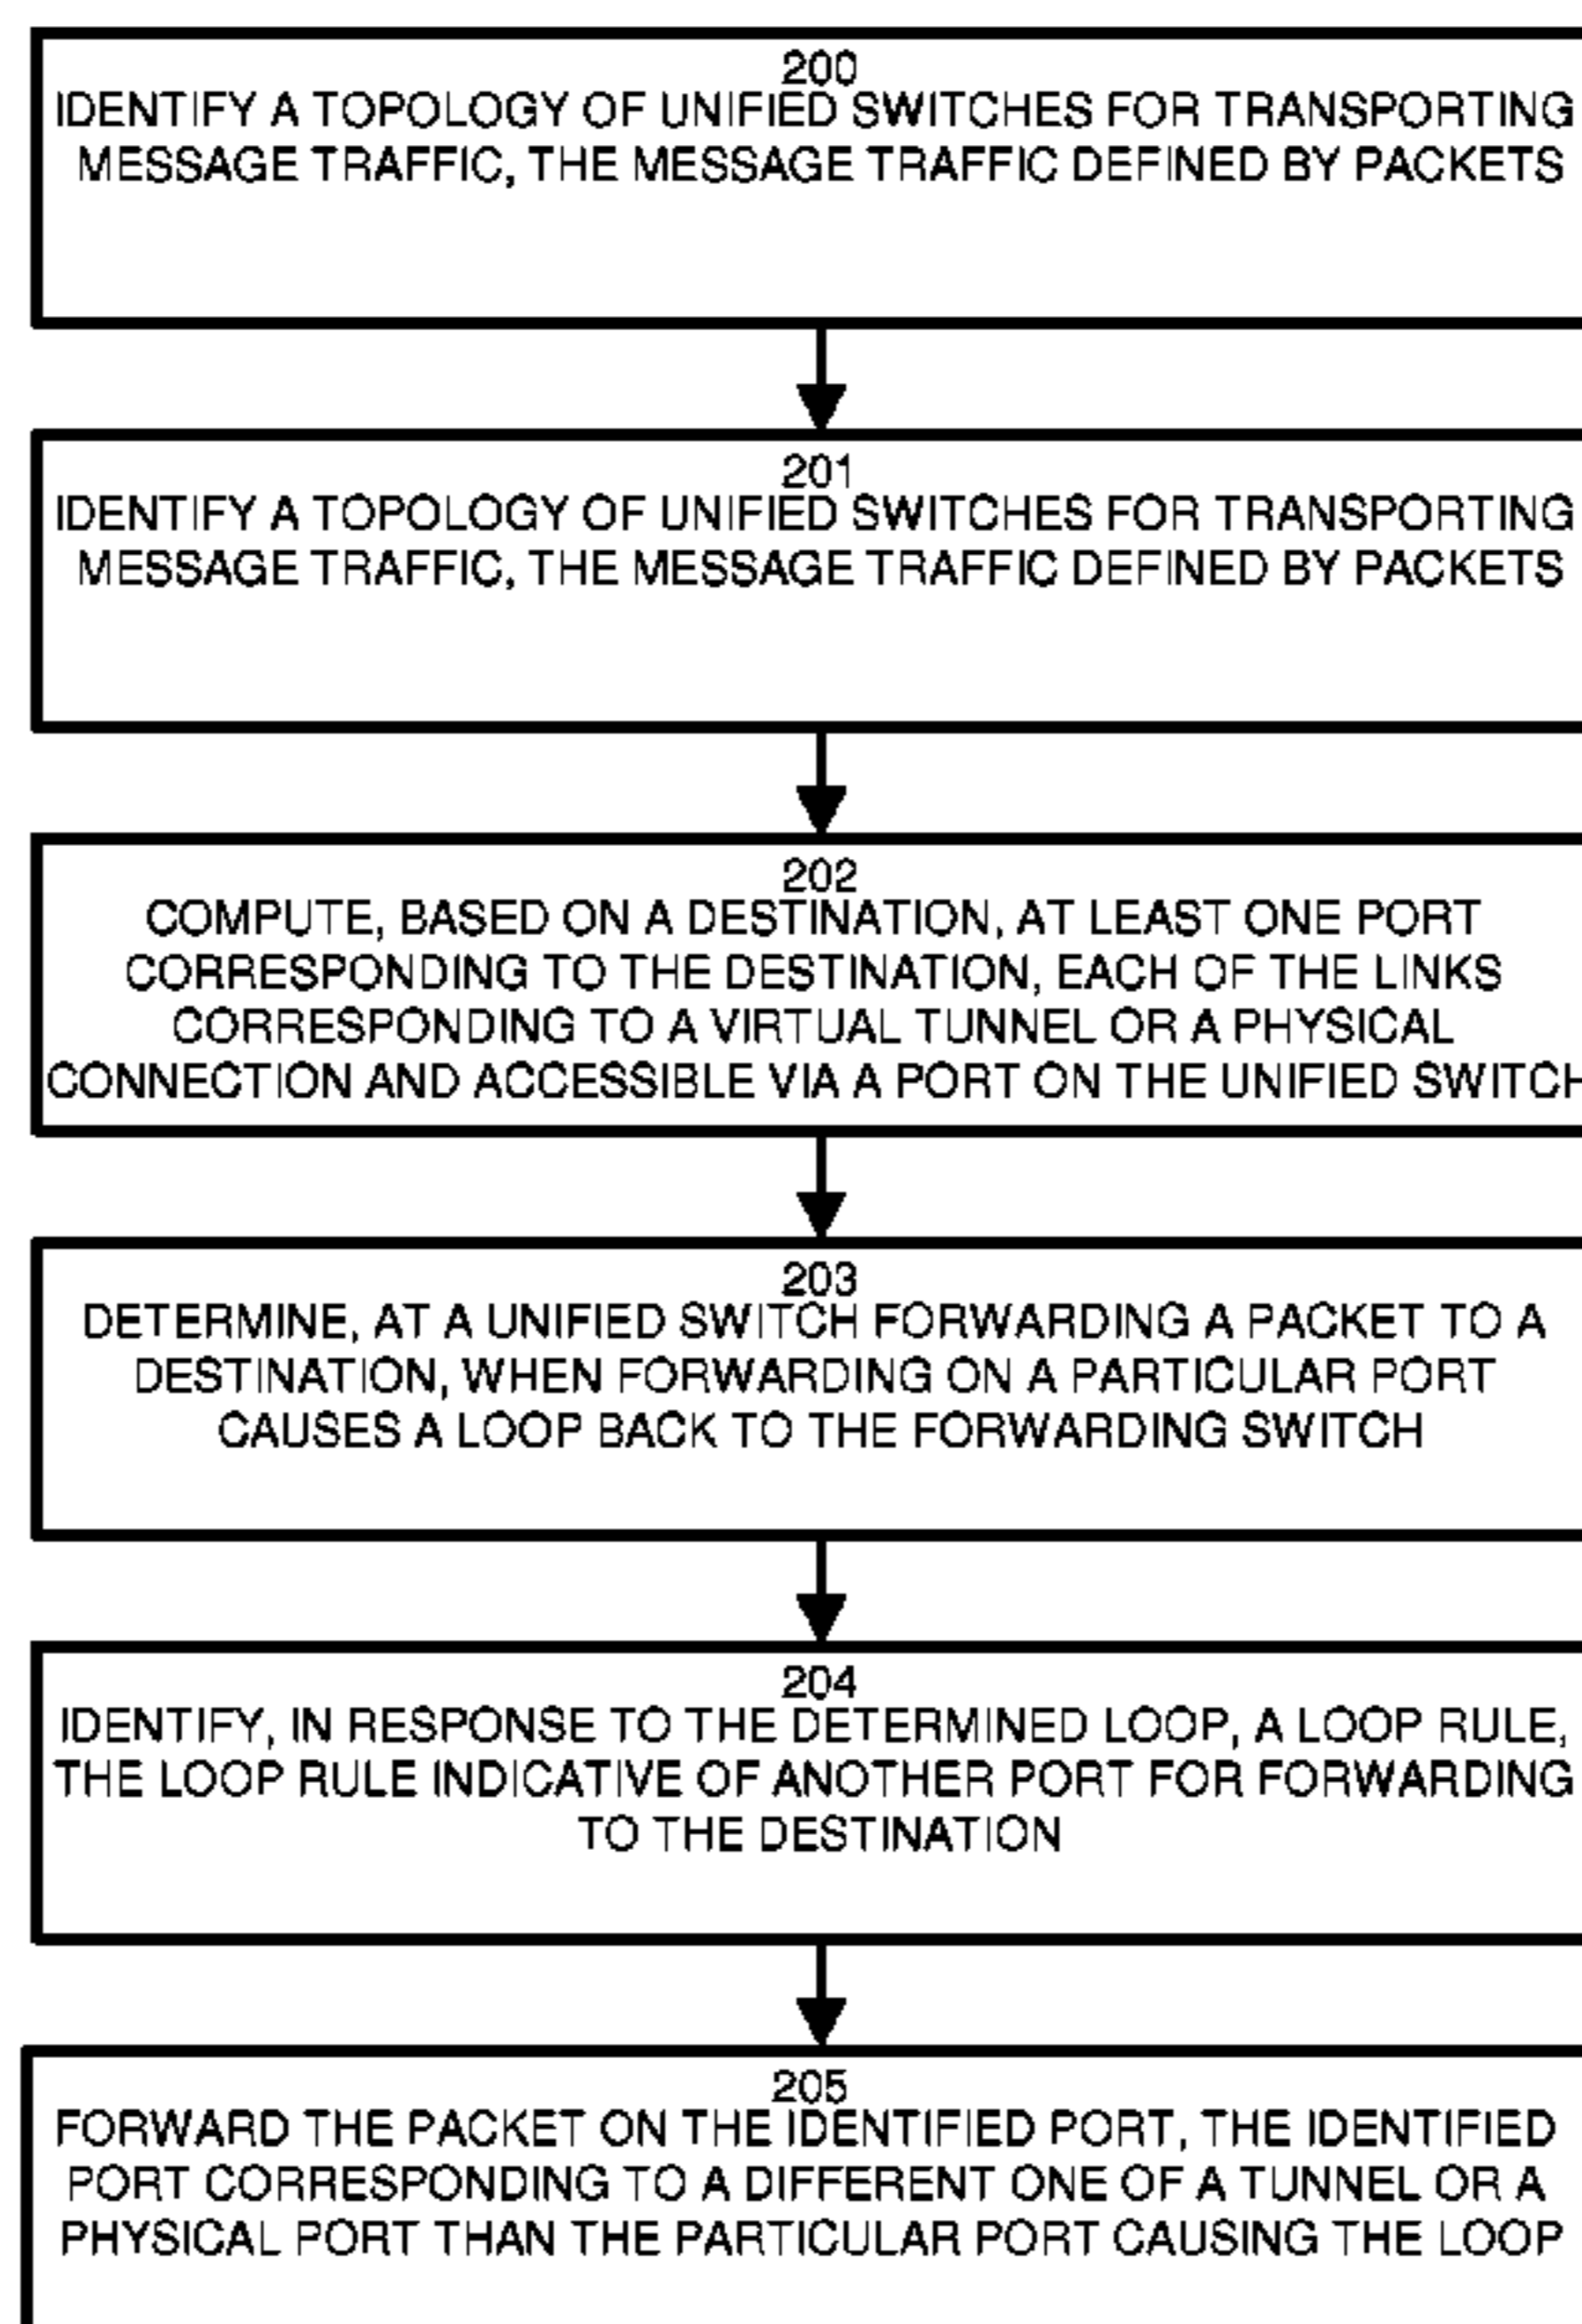 200
IDENTIFY A TOPOLOGY OF UNIFIED SWITCHES FOR TRANSPORTING
MESSAGE TRAFFIC, THE MESSAGE TRAFFIC DEFINED BY PACKETS
201
IDENTIFY A TOPOLOGY OF UNIFIED SWITCHES FOR TRANSPORTING
MESSAGE TRAFFIC, THE MESSAGE TRAFFIC DEFINED BY PACKETS
202
COMPUTE, BASED ON A DESTINATION, AT LEAST ONE PORT
CORRESPONDING TO THE DESTINATION, EACH OF THE LINKS
CORRESPONDING TO A VIRTUAL TUNNEL OR A PHYSICAL
CONNECTION AND ACCESSIBLE VIA A PORT ON THE UNIFIED SWITCH
203
DETERMINE, AT A UNIFIED SWITCH FORWARDING A PACKET TO A
DESTINATION, WHEN FORWARDING ON A PARTICULAR PORT
CAUSES A LOOP BACK TO THE FORWARDING SWITCH
204
IDENTIFY, IN RESPONSE TO THE DETERMINED LOOP, A LOOP RULE,
THE LOOP RULE INDICATIVE OF ANOTHER PORT FOR FORWARDING
TO THE DESTINATION
205
FORWARD THE PACKET ON THE IDENTIFIED PORT, THE IDENTIFIED
PORT CORRESPONDING TO A DIFFERENT ONE OF A TUNNEL OR A
PHYSICAL PORT THAN THE PARTICULAR PORT CAUSING THE LOOP